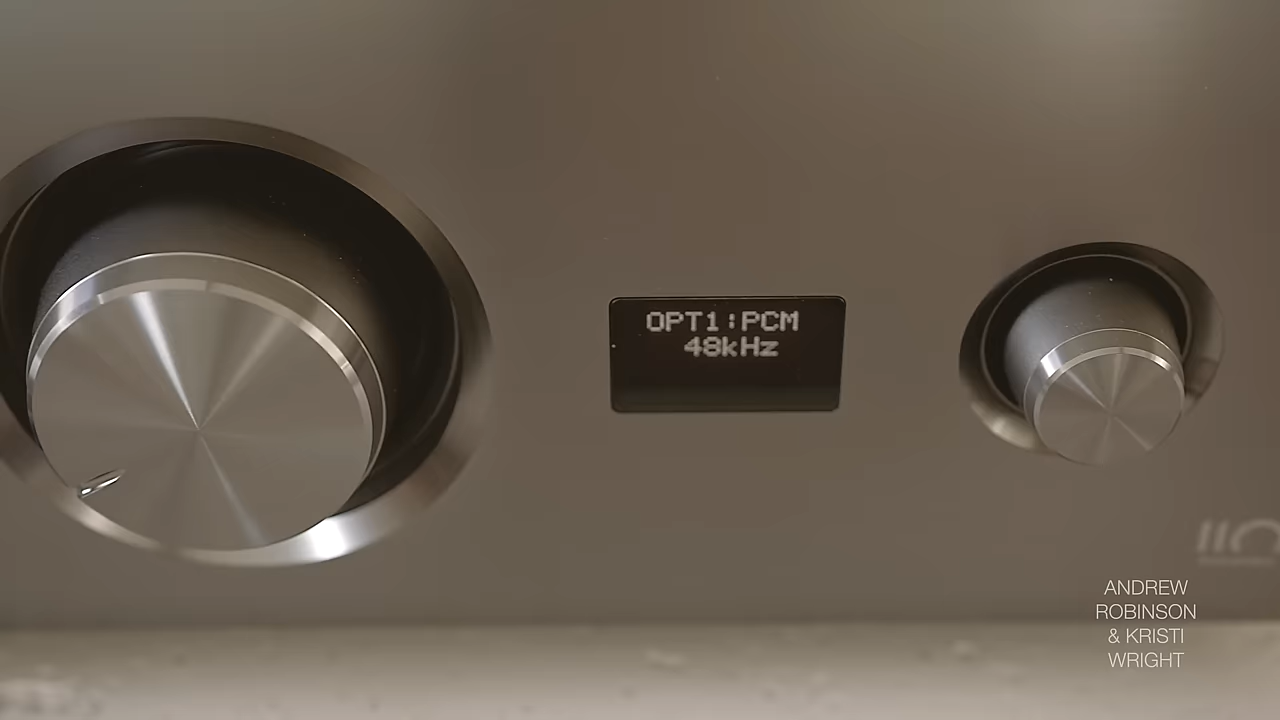 OPT1:PCM
48kHz
ANDREW
ROBINSON
& KRISTI
WRIGHT